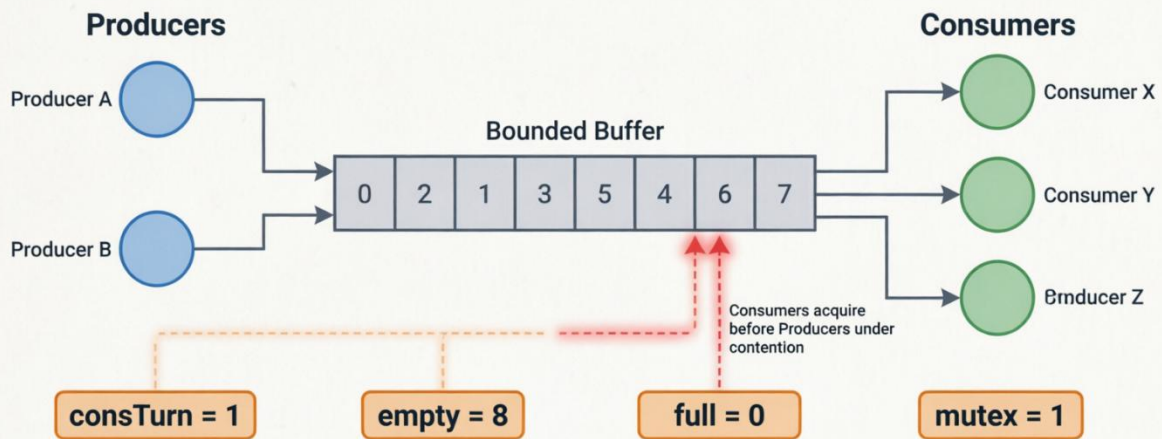 Producers
Consumers
Producer A
Consumer X
Bounded Buffer
0 2 1 3 5 4 6 7
Consumer Y
Producer B
Consumers acquire
before Producers under
contention
Z
consTurn = 1
empty = 8
full = 0
mutex = 1